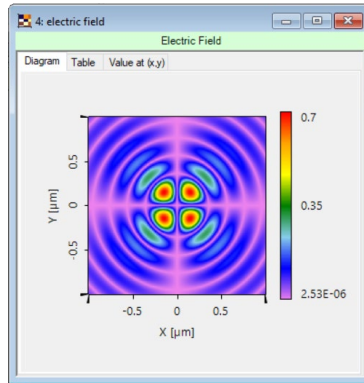 4: electric field
Electric Field
Diagram Table Value at (x,y)
0.7
0.5
Y [µm]
0
0.35
-0.5
2.53E-06
-0.5 0 0.5
X [µm]